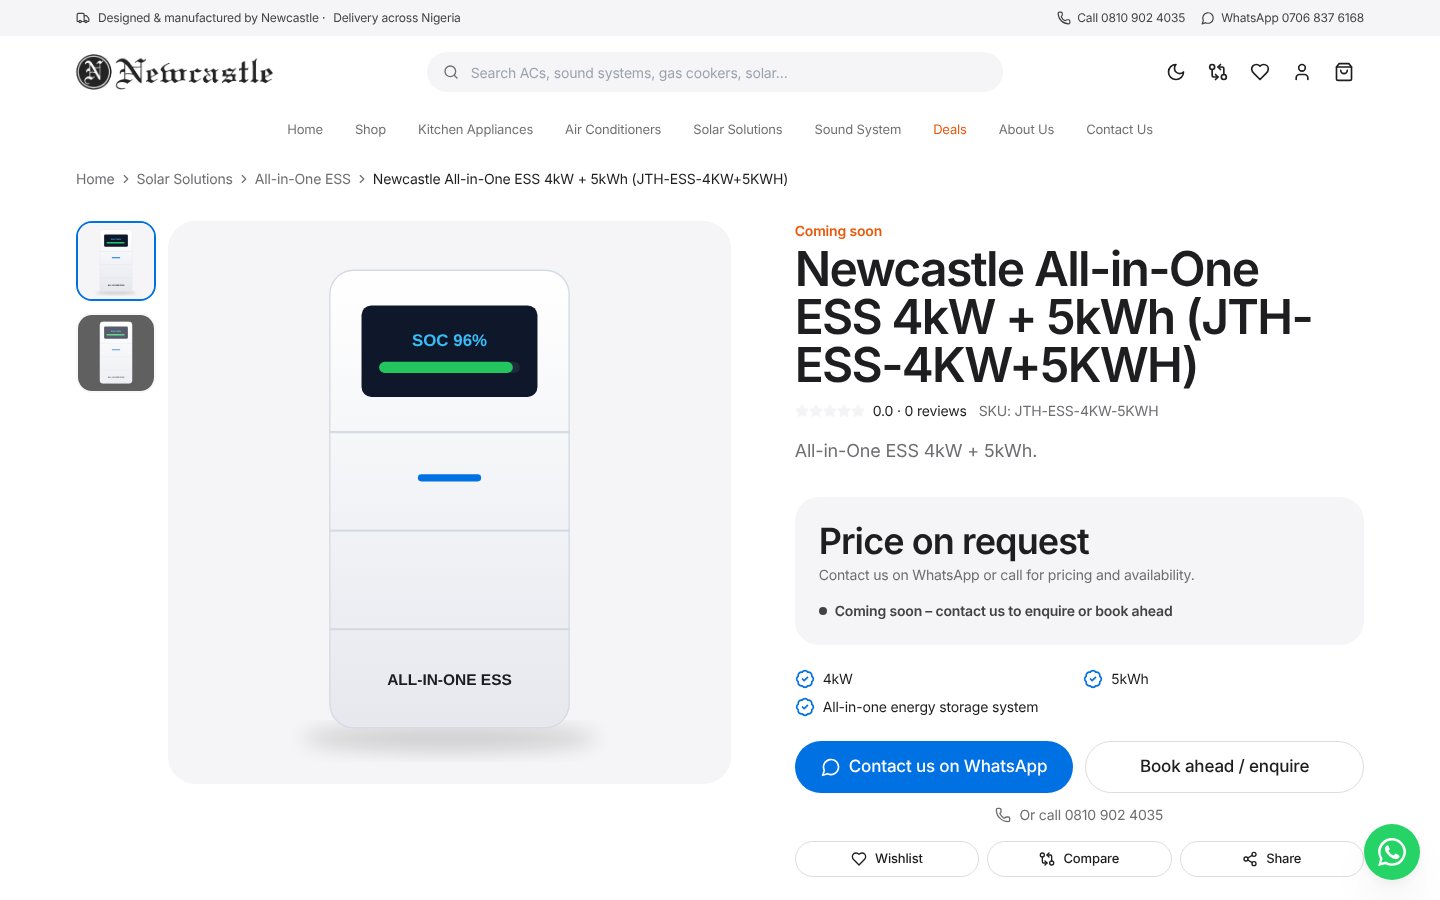 Designed & manufactured by Newcastle · Delivery across Nigeria
Call 0810 902 4035
WhatsApp 0706 837 6168
N Newcastle
Search ACs, sound systems, gas cookers, solar...
Home
Shop
Kitchen Appliances
Air Conditioners
Solar Solutions
Sound System
Deals
About Us
Contact Us
Home > Solar Solutions > All-in-One ESS > Newcastle All-in-One ESS 4kW + 5kWh (JTH-ESS-4KW+5KWH)
SOC 96%
ALL-IN-ONE ESS
Coming soon
Newcastle All-in-One
ESS 4kW + 5kWh (JTH-
ESS-4KW+5KWH)
0.0 · 0 reviews
SKU: JTH-ESS-4KW-5KWH
All-in-One ESS 4kW + 5kWh.
Price on request
Contact us on WhatsApp or call for pricing and availability.
Coming soon – contact us to enquire or book ahead
4kW
5kWh
All-in-one energy storage system
Contact us on WhatsApp
Book ahead / enquire
Or call 0810 902 4035
Wishlist
Compare
Share